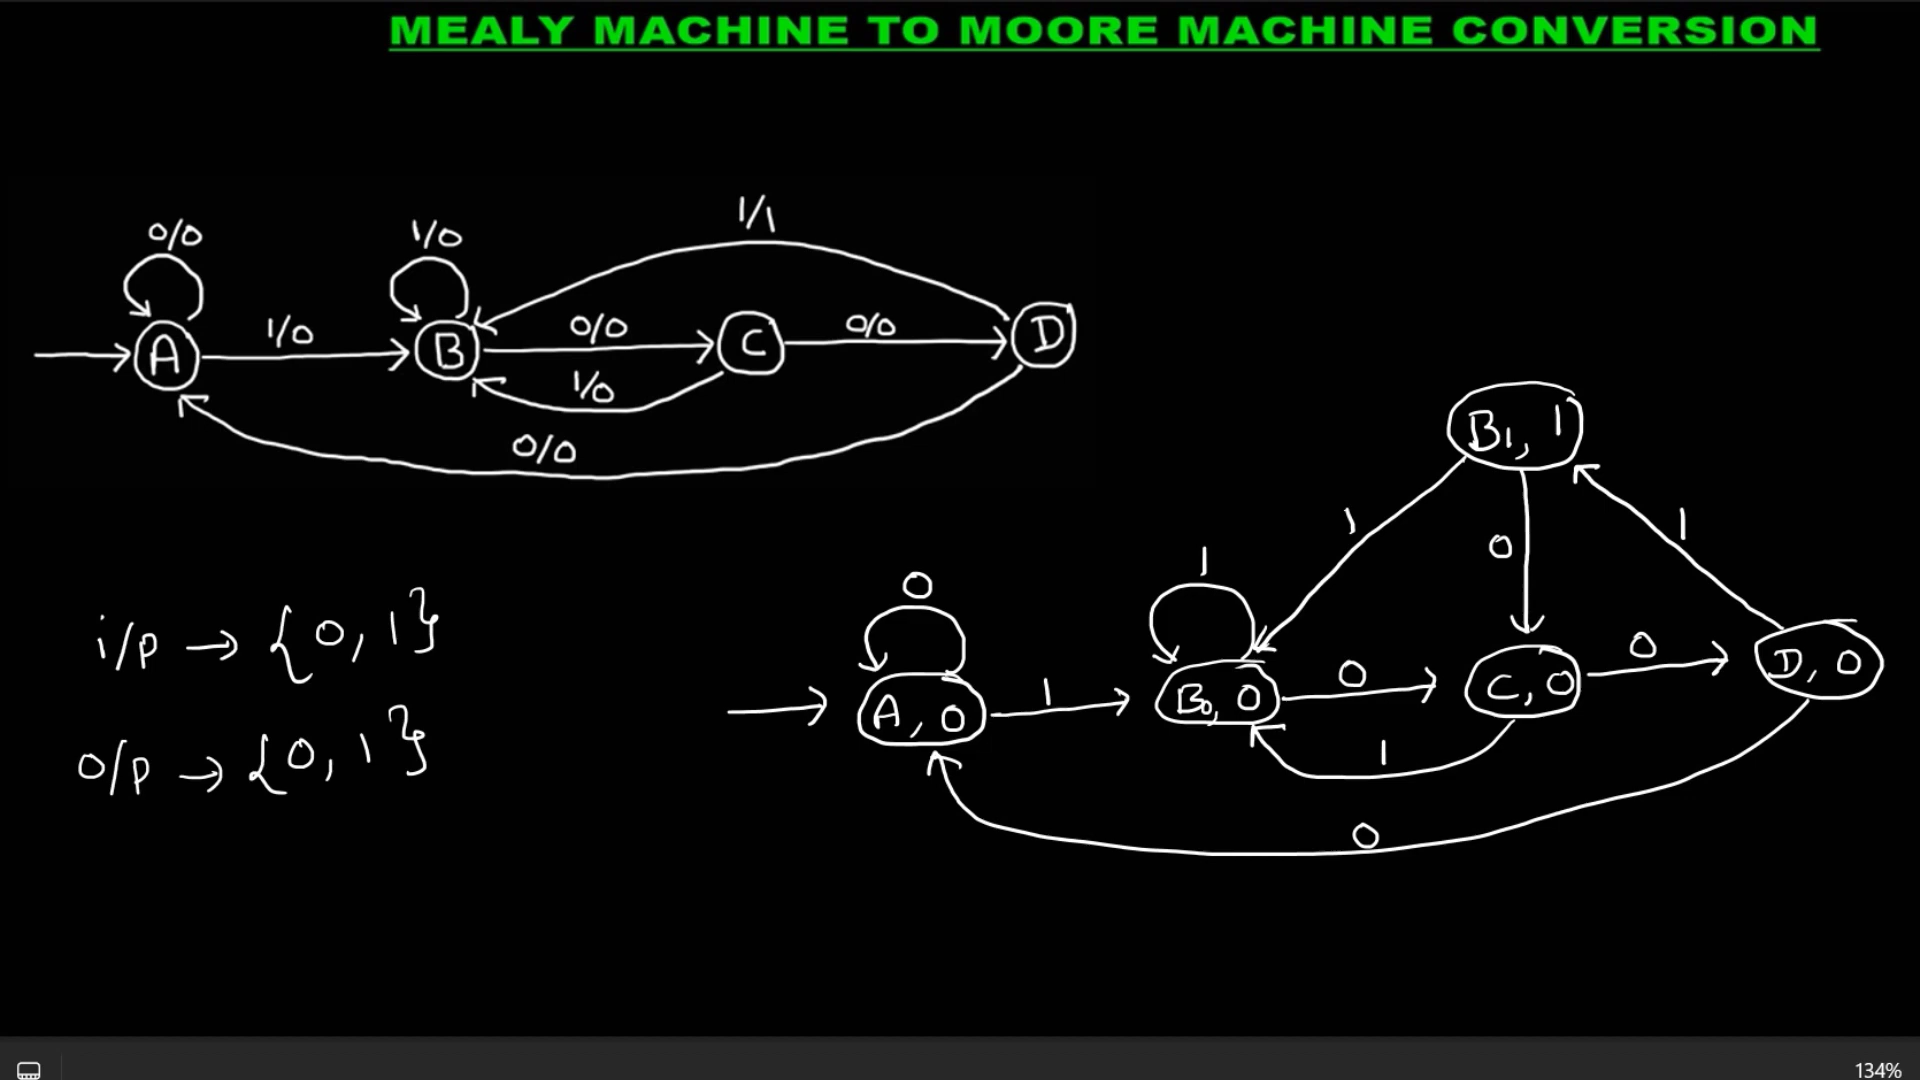 MEALY MACHINE TO MOORE MACHINE CONVERSION
1/1
0/0
1/0
1/0
0/0
0/0
A
B
C
D
1/0
0/0
B1, 1
1
0
1
1
0
i/p → {0, 1}
0
0
A, 0
1
B0, 0
C, 0
D, 0
1
o/p → {0, 1}
0
134%